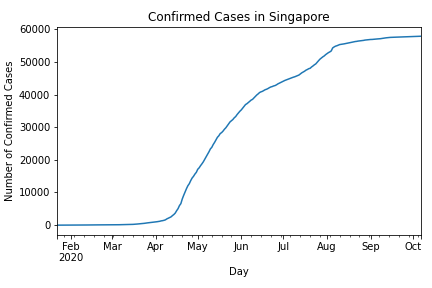 Confirmed Cases in Singapore
Number of Confirmed Cases
60000
50000
40000
30000
20000
10000
0
Feb Mar Apr May Jun Jul Aug Sep Oct
2020
Day